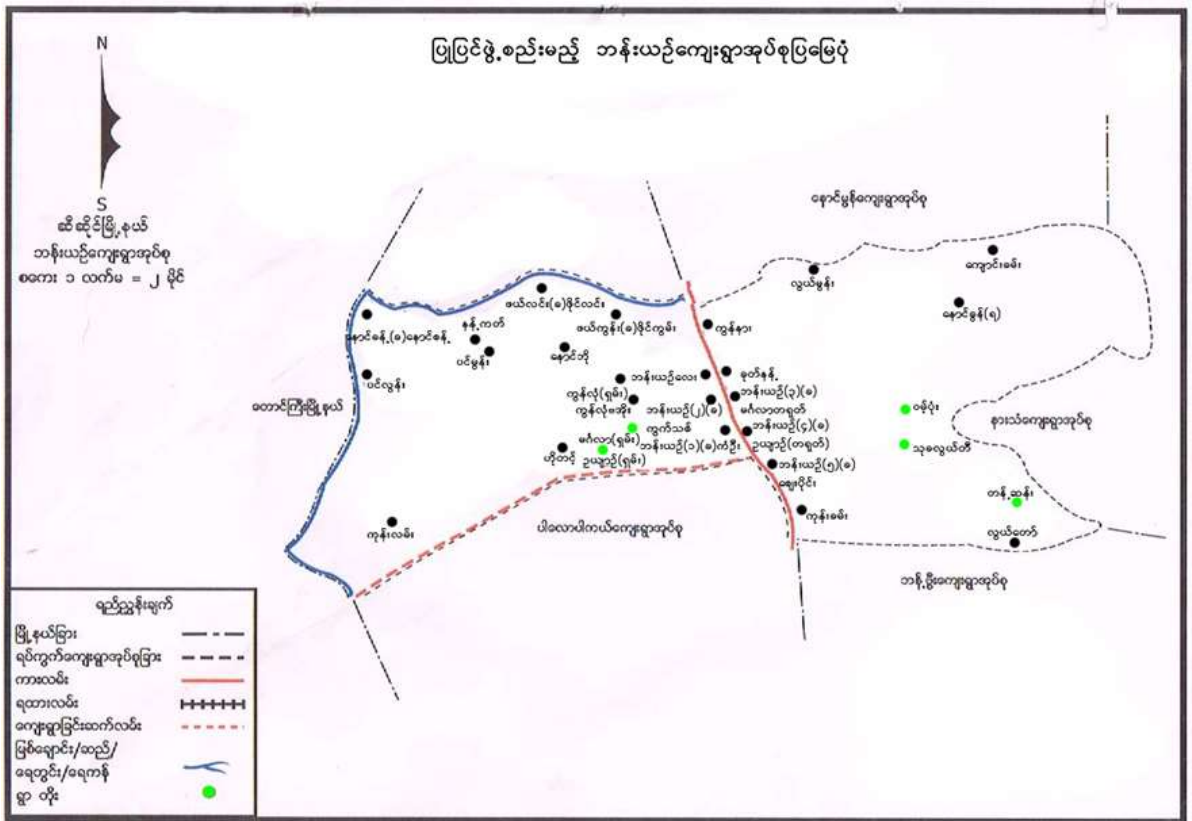 ပြုပြင်ဖွဲ့စည်းမည့် ဘန်းယဉ်ကျေးရွာအုပ်စုပြမြေပုံ
N
S
ဆီဆိုင်မြို့နယ်
ဘန်းယဉ်ကျေးရွာအုပ်စု
စကေး ၁ လက်မ = ၂ မိုင်
နောင်မွန်ကျေးရွာအုပ်စု
ကျောင်းခမ်း
လွယ်မွန်း
နောင်ခွန်(ရ)
ဖယ်လင်း(ခ)ဖိုင်လင်း
ဖယ်ကွန်း(ခ)ဖိုင်ကွမ်း
ကွန်နား
နောင်ခန့်(ခ)နောင်စန့်
နန့်ကတ်
ပင်မွန်း
နောင်ဘို
ပင်လွန်း
ဘန်းယဉ်လေး
ခုတ်နန့်
ကွန်လုံ(ရှမ်း)
ဘန်းယဉ်(၃)(ခ)
မင်္ဂလာတရုတ်
တောင်ကြီးမြို့နယ်
ကွန်လုံဗအိုး
ဘန်းယဉ်(၂)(ခ)
မင်္ဂလာ(ရှမ်း)
ကွက်သစ်
ဘန်းယဉ်(၁)(ခ)ကံဦး
ဘန်းယဉ်(၄)(ခ)
ဥယျာဉ်(တရုတ်)
ဝမ့်ပုံး
နားသံကျေးရွာအုပ်စု
သုခလွယ်တီ
ဟိုတင့်
ဥယျာဉ်(ရှမ်း)
ဘန်းယဉ်(၅)(ခ)
ဈေးပိုင်း
တန့်ဆန်း
ကုန်းလမ်း
ပါလောပါကယ်ကျေးရွာအုပ်စု
ကုန်းခမ်း
လွယ်တော်
ဘန့်ဗွီးကျေးရွာအုပ်စု
ရည်ညွှန်းချက်
မြို့နယ်ခြား
ရပ်ကွက်ကျေးရွာအုပ်စုခြား
ကားလမ်း
ရထားလမ်း
ကျေးရွာခြင်းဆက်လမ်း
မြစ်ချောင်း/ဆည်/
ရေတွင်း/ရေကန်
ရွာ တိုး